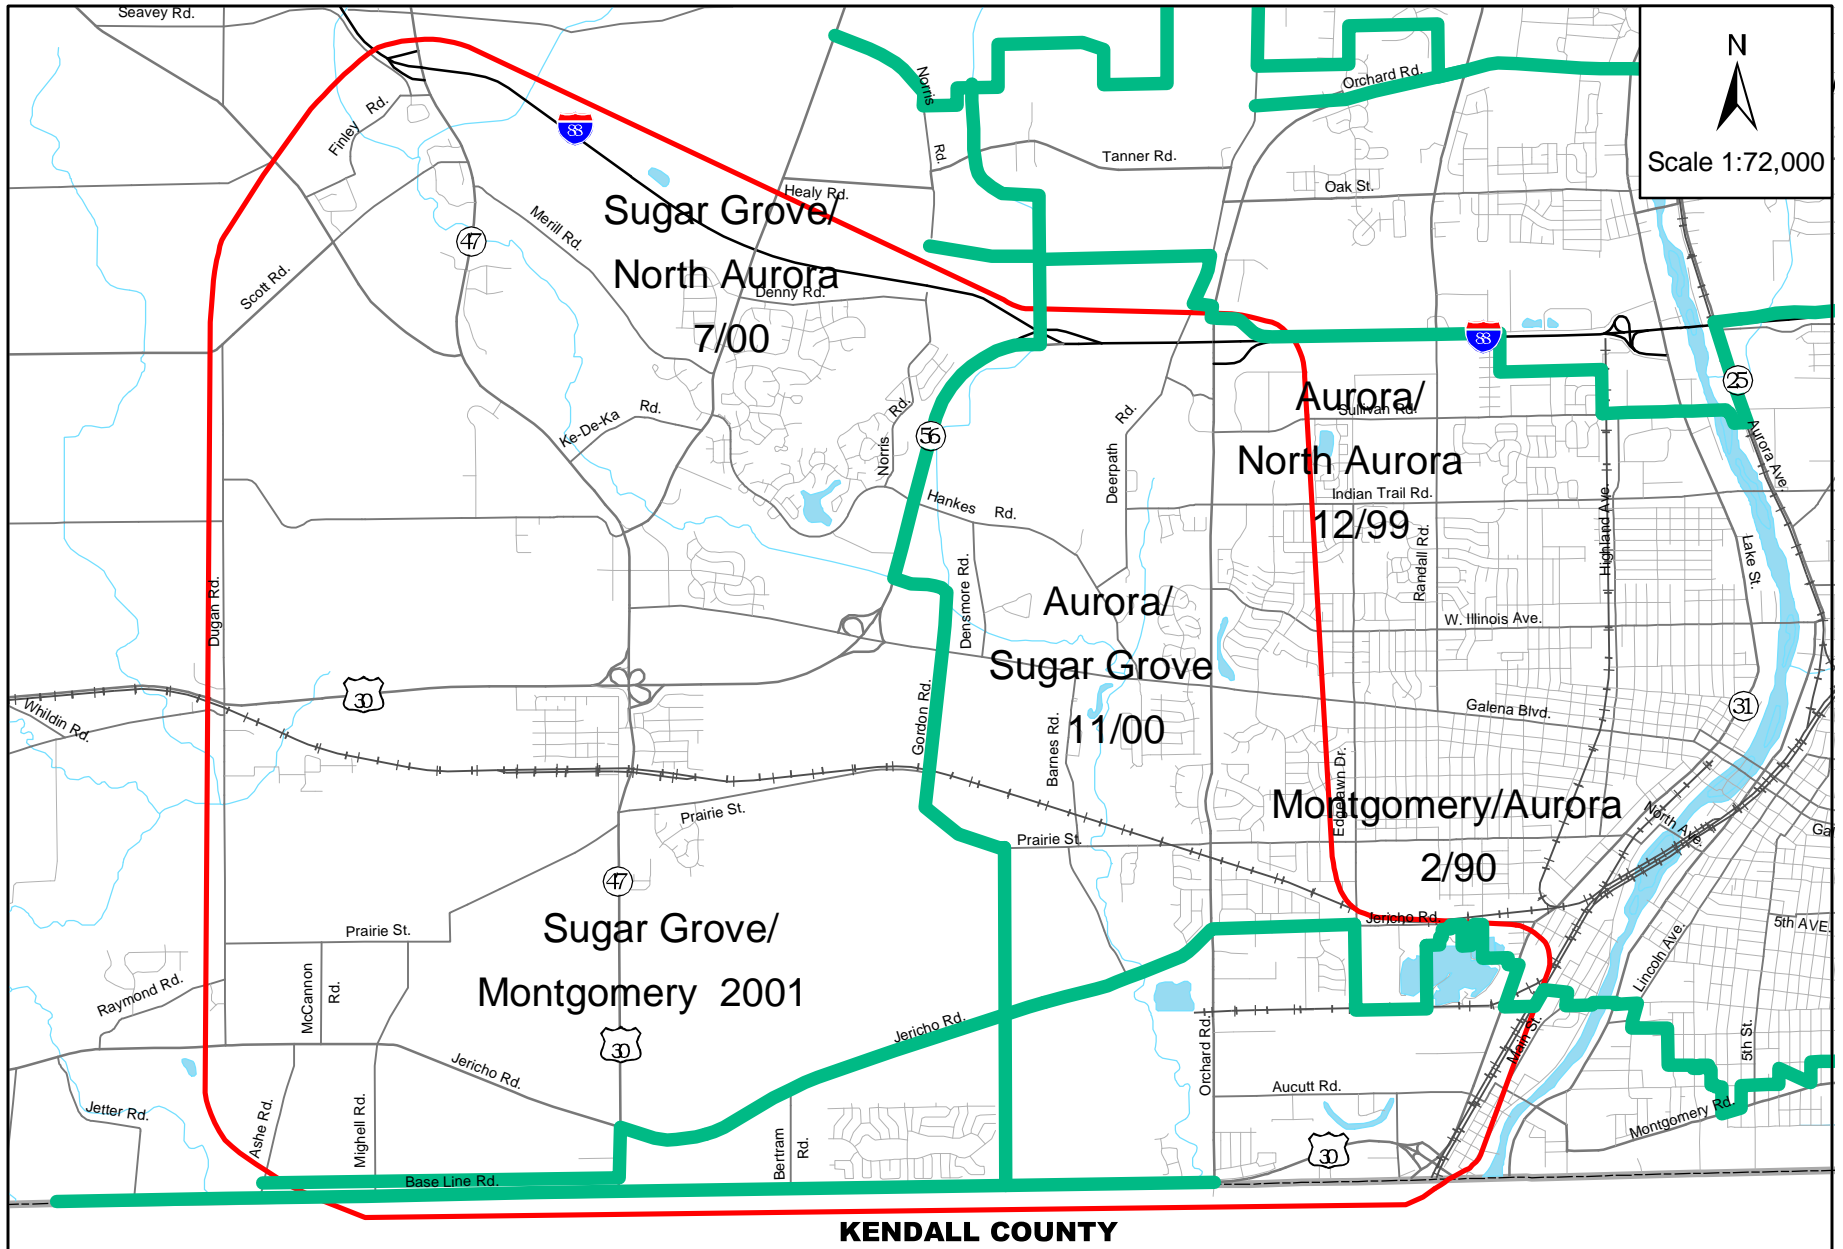 Seavey Rd.
N
Scale 1:72,000
Orchard Rd.
Norris
Rd.
Finley Rd.
88
Tanner Rd.
Oak St.
Healy Rd.
Sugar Grove/
North Aurora
7/00
Merill Rd.
47
Scott Rd.
Denny Rd.
88
25
Aurora/
North Aurora
12/99
Sullivan Rd.
Indian Trail Rd.
Randall Rd.
Highland Ave.
Aurora Ave.
Lake St.
Ke-De-Ka Rd.
Norris Rd.
56
Deerpath Rd.
Hankes Rd.
Densmore Rd.
Dugan Rd.
Aurora/
Sugar Grove
11/00
W. Illinois Ave.
Galena Blvd.
31
30
Whildin Rd.
Gordon Rd.
Barnes Rd.
Edgelawn Dr.
Montgomery/Aurora
2/90
North Ave.
Gal
Prairie St.
Prairie St.
47
Sugar Grove/
Montgomery 2001
Prairie St.
Jericho Rd.
5th AVE.
Lincoln Ave.
McCannon Rd.
Raymond Rd.
30
Jericho Rd.
Jericho Rd.
Orchard Rd.
Main St.
5th St.
Aucutt Rd.
Montgomery Rd.
Jetter Rd.
Ashe Rd.
Mighell Rd.
Bertram Rd.
30
Base Line Rd.
KENDALL COUNTY